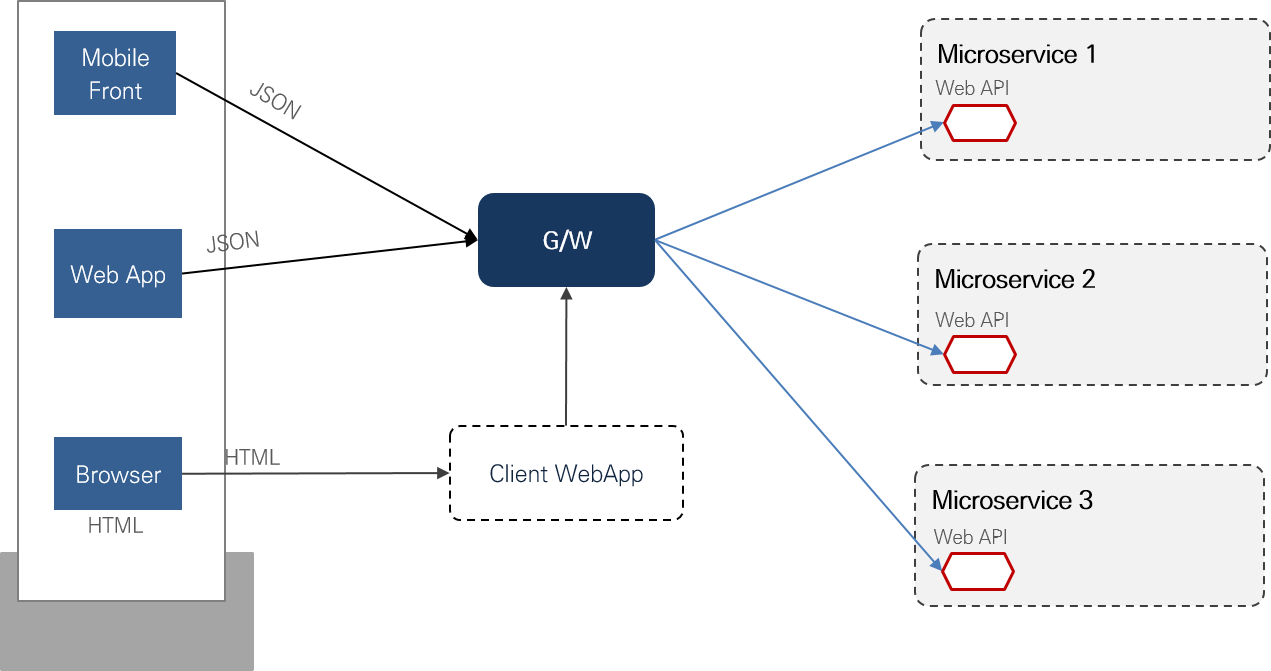 Mobile
Front
JSON
Web App
JSON
Browser
HTML
HTML
G/W
Client WebApp
Microservice 1
Web API
Microservice 2
Web API
Microservice 3
Web API